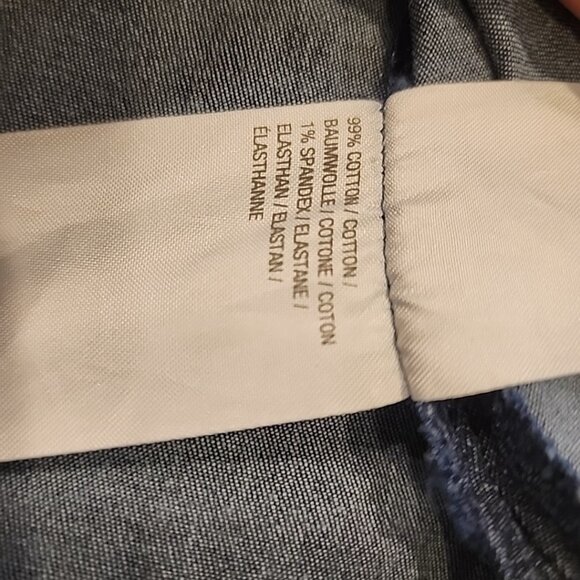 99% COTTON / COTTON /
BAUMWOLLE / COTONE / COTON
1% SPANDEX / ELASTANE /
ELASTHAN / ELASTAN /
ELASTHANNE